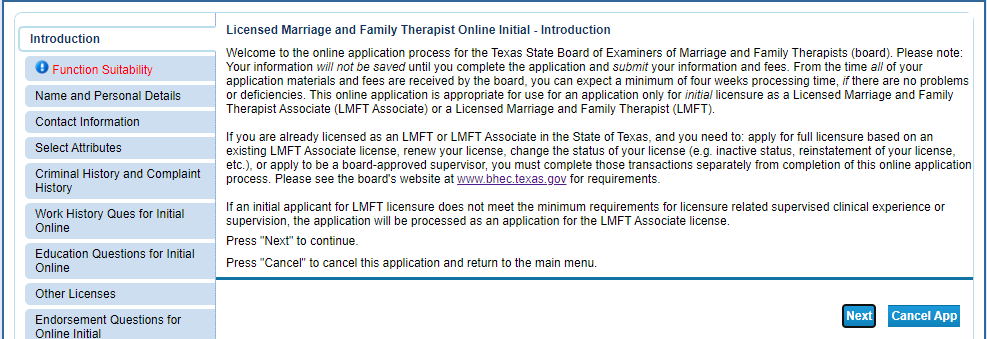 Introduction
Function Suitability
Name and Personal Details
Contact Information
Select Attributes
Criminal History and Complaint
History
Work History Ques for Initial
Online
Education Questions for Initial
Online
Other Licenses
Endorsement Questions for
Online Initial
Licensed Marriage and Family Therapist Online Initial - Introduction
Welcome to the online application process for the Texas State Board of Examiners of Marriage and Family Therapists (board). Please note:
Your information will not be saved until you complete the application and submit your information and fees. From the time all of your
application materials and fees are received by the board, you can expect a minimum of four weeks processing time, if there are no problems
or deficiencies. This online application is appropriate for use for an application only for initial licensure as a Licensed Marriage and Family
Therapist Associate (LMFT Associate) or a Licensed Marriage and Family Therapist (LMFT).
If you are already licensed as an LMFT or LMFT Associate in the State of Texas, and you need to: apply for full licensure based on an
existing LMFT Associate license, renew your license, change the status of your license (e.g. inactive status, reinstatement of your license,
etc.), or apply to be a board-approved supervisor, you must complete those transactions separately from completion of this online application
process. Please see the board's website at www.bhec.texas.gov for requirements.
If an initial applicant for LMFT licensure does not meet the minimum requirements for licensure related supervised clinical experience or
supervision, the application will be processed as an application for the LMFT Associate license.
Press "Next" to continue.
Press "Cancel" to cancel this application and return to the main menu.
Next
Cancel App